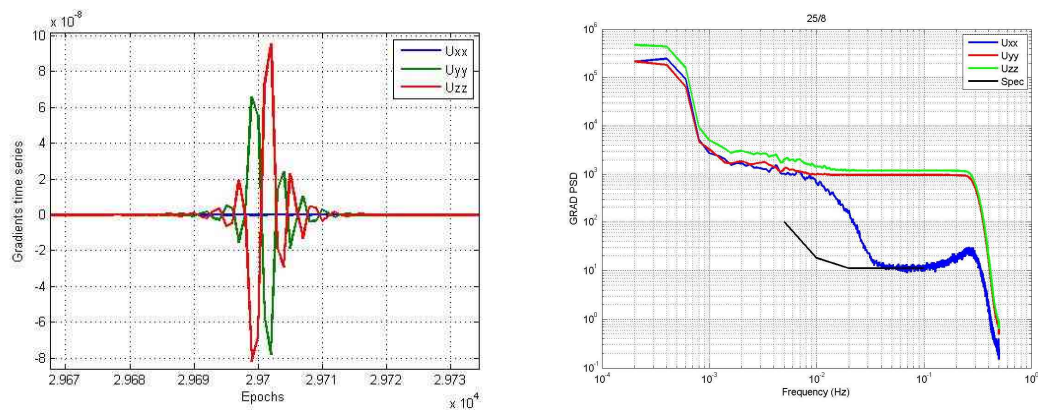 x 10^-8
10
8
6
4
2
0
-2
-4
-6
-8
Gradients time series
Uxx
Uyy
Uzz
2.967 2.968 2.969 2.97 2.971 2.972 2.973
Epochs
x 10^4
25/8
10^6
10^5
10^4
10^3
10^2
10^1
10^0
10^-1
GRAD PSD
Uxx
Uyy
Uzz
Spec
10^-4 10^-3 10^-2 10^-1 10^0
Frequency (Hz)